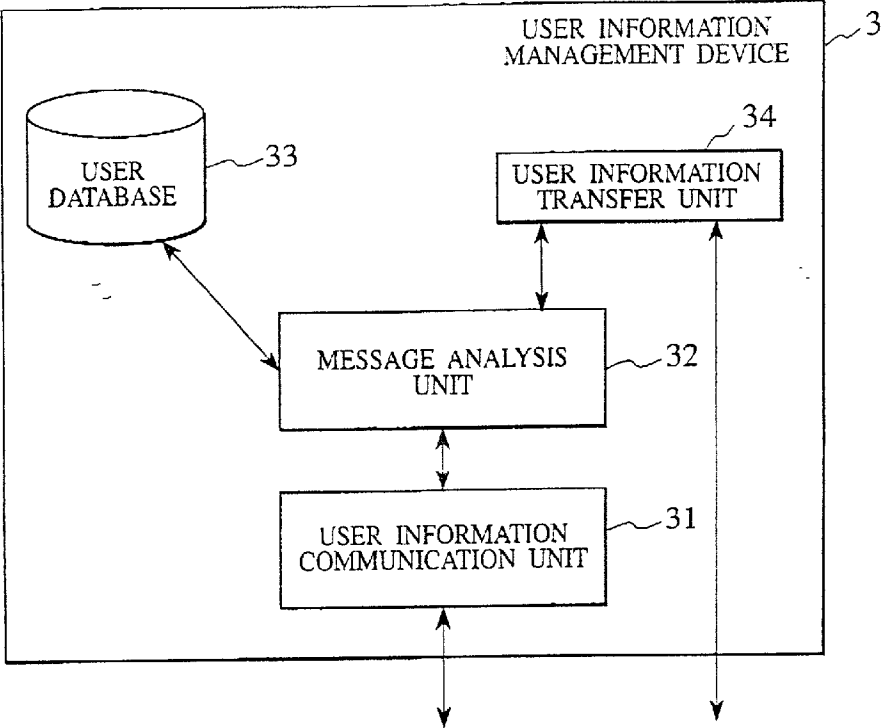 USER INFORMATION
MANAGEMENT DEVICE
3
USER
DATABASE
33
34
USER INFORMATION
TRANSFER UNIT
MESSAGE ANALYSIS
UNIT
32
USER INFORMATION
COMMUNICATION UNIT
31